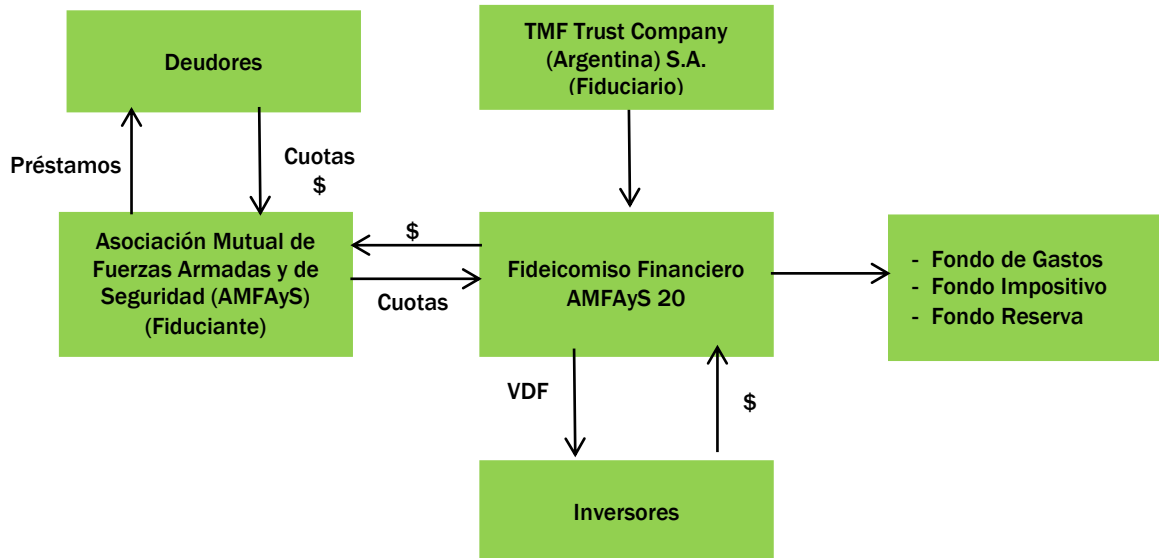 Deudores
TMF Trust Company
(Argentina) S.A.
(Fiduciario)
Préstamos
Cuotas
$
Asociación Mutual de
Fuerzas Armadas y de
Seguridad (AMFAyS)
(Fiduciante)
$
Cuotas
Fideicomiso Financiero
AMFAyS 20
- Fondo de Gastos
- Fondo Impositivo
- Fondo Reserva
VDF
$
Inversores